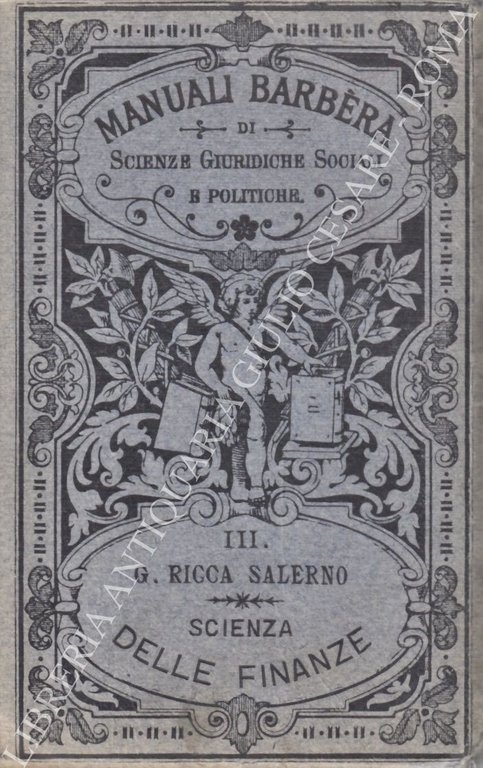 MANUALI BARBÈRA
DI
SCIENZE GIURIDICHE SOCIALI
E POLITICHE.
III.
G. RICCA SALERNO
SCIENZA
DELLE FINANZE
LIBRERIA ANTIQUARIA GIULIO CESARE - ROMA